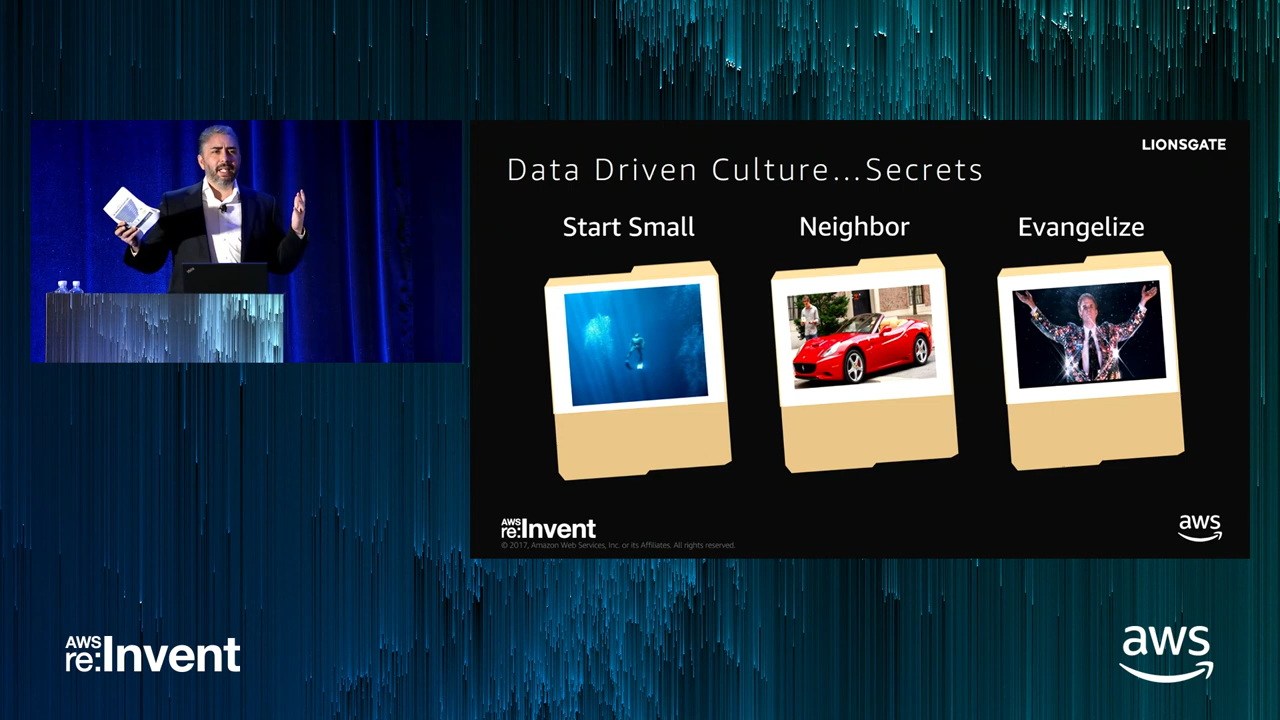 LIONSGATE
Data Driven Culture...Secrets
Start Small
Neighbor
Evangelize
AWS
re:Invent
© 2017, Amazon Web Services, Inc. or its Affiliates. All rights reserved.
aws
AWS
re:Invent
aws